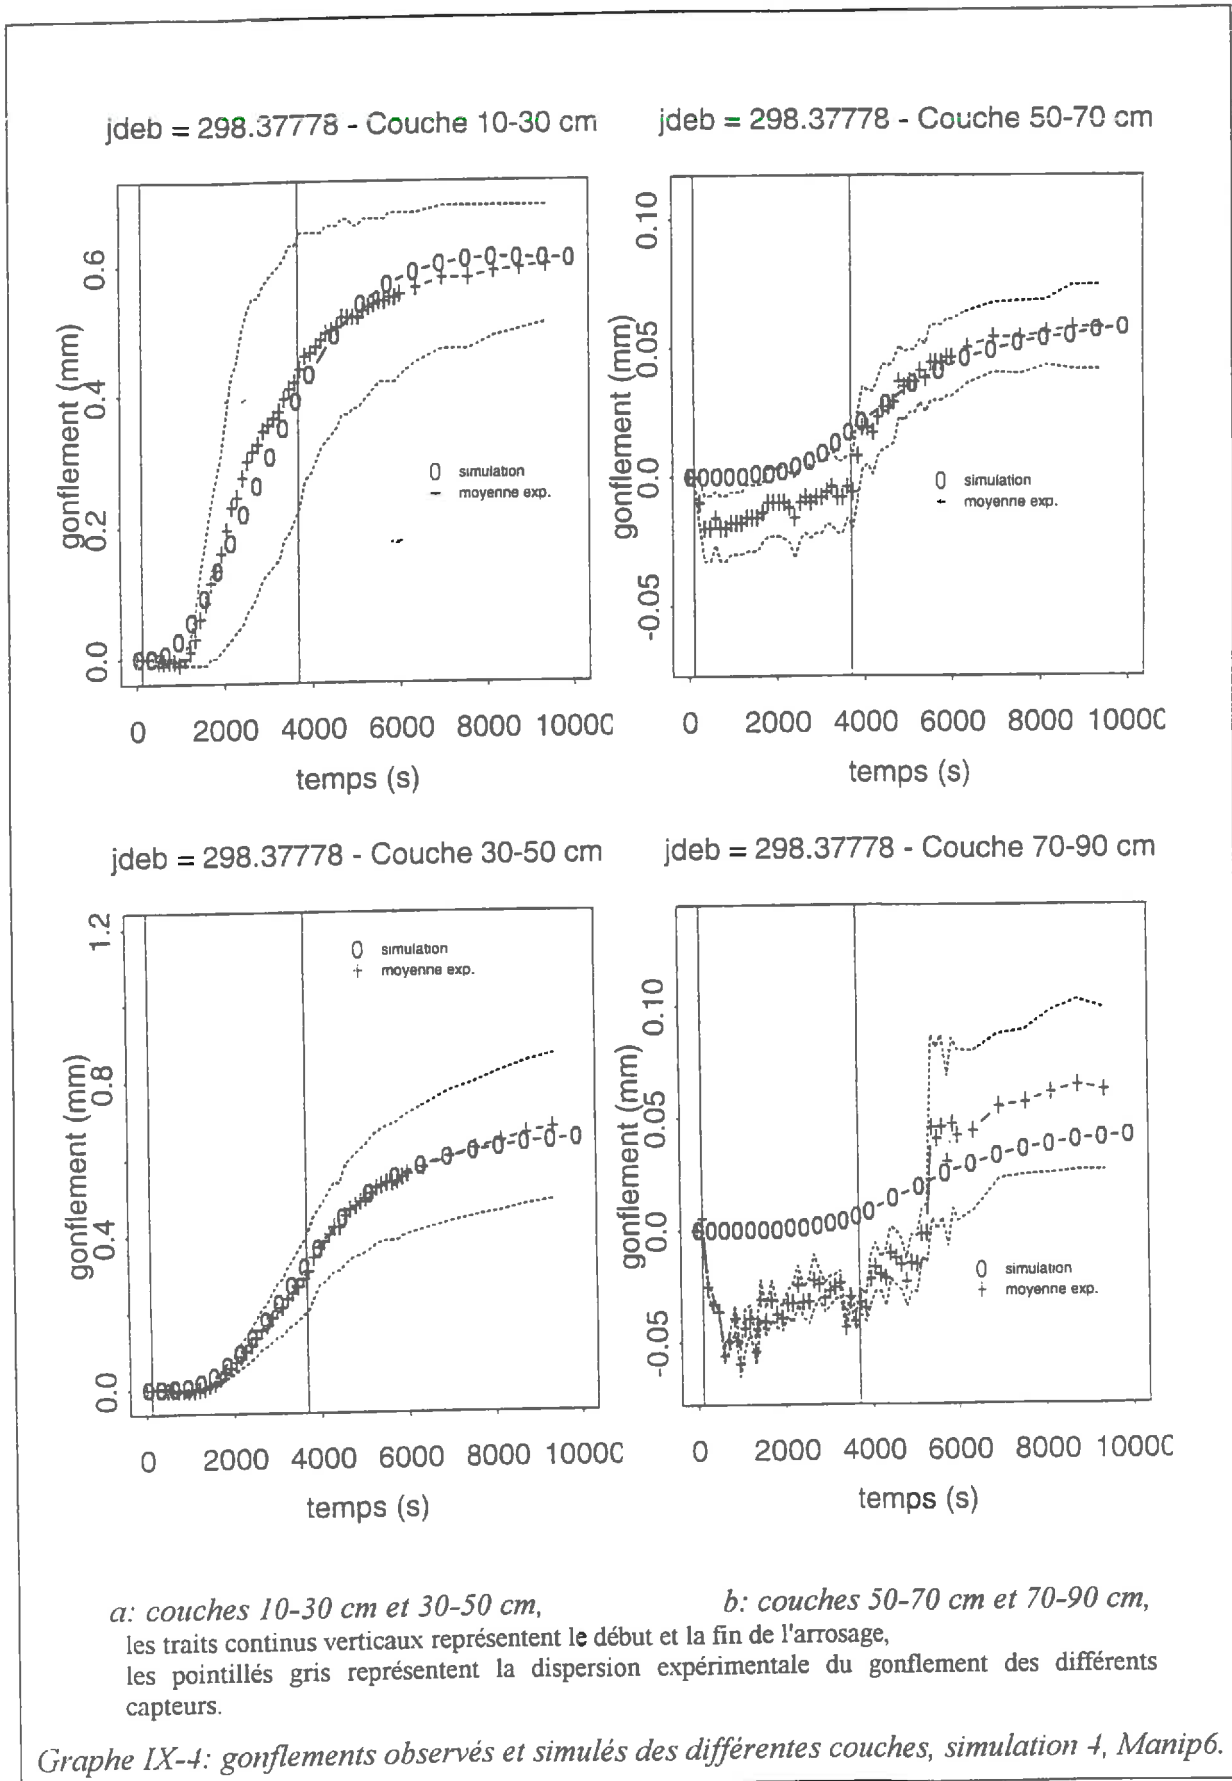 jdeb = 298.37778 - Couche 10-30 cm
gonflement (mm)
0.6
0.4
0.2
0.0
0 simulation
moyenne exp.
0 2000 4000 6000 8000 10000
temps (s)
jdeb = 298.37778 - Couche 50-70 cm
gonflement (mm)
0.10
0.05
0.0
-0.05
0 simulation
moyenne exp.
0 2000 4000 6000 8000 10000
temps (s)
jdeb = 298.37778 - Couche 30-50 cm
gonflement (mm)
1.2
0.8
0.4
0.0
0 simulation
+ moyenne exp.
0 2000 4000 6000 8000 10000
temps (s)
jdeb = 298.37778 - Couche 70-90 cm
gonflement (mm)
0.10
0.05
0.0
-0.05
0 simulation
+ moyenne exp.
0 2000 4000 6000 8000 10000
temps (s)
a: couches 10-30 cm et 30-50 cm, b: couches 50-70 cm et 70-90 cm,
les traits continus verticaux représentent le début et la fin de l'arrosage,
les pointillés gris représentent la dispersion expérimentale du gonflement des différents
capteurs.
Graphe IX-4: gonflements observés et simulés des différentes couches, simulation 4, Manip6.